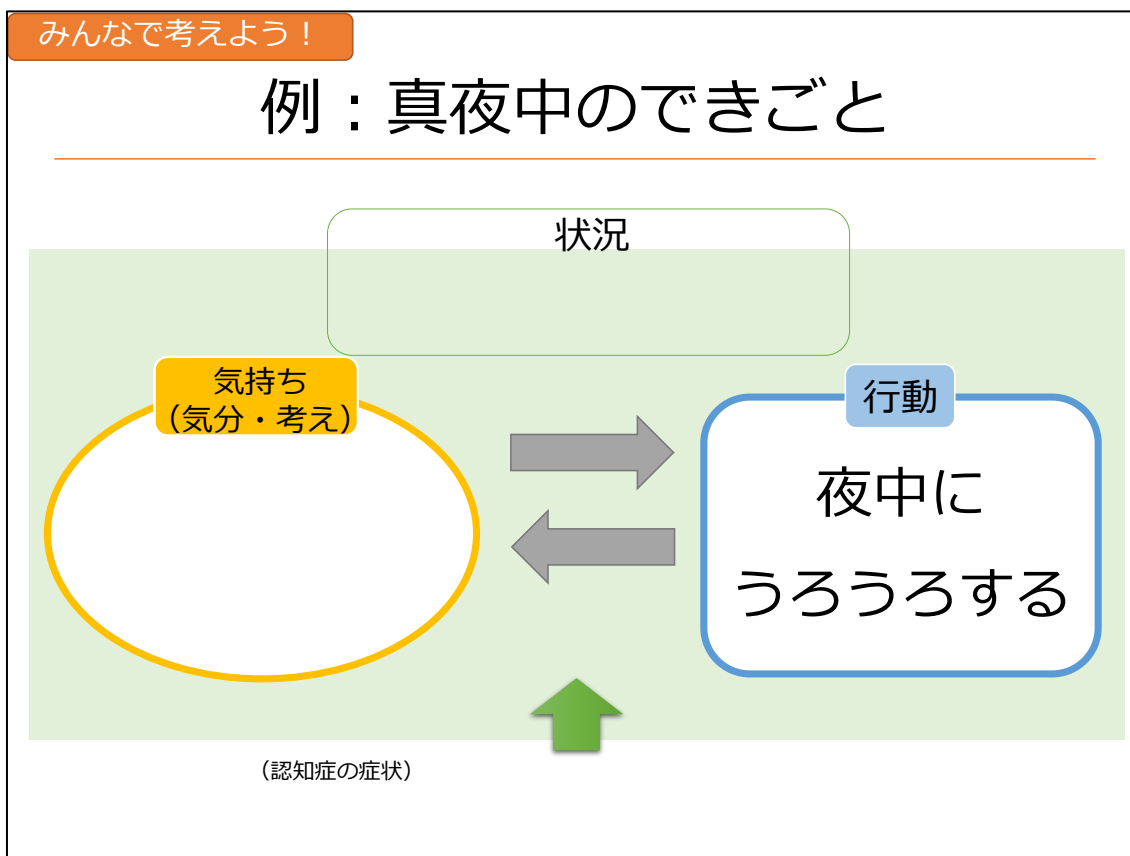 みんなで考えよう！
例：真夜中のできごと
状況
気持ち
（気分・考え）
行動
夜中に
うろうろする
（認知症の症状）